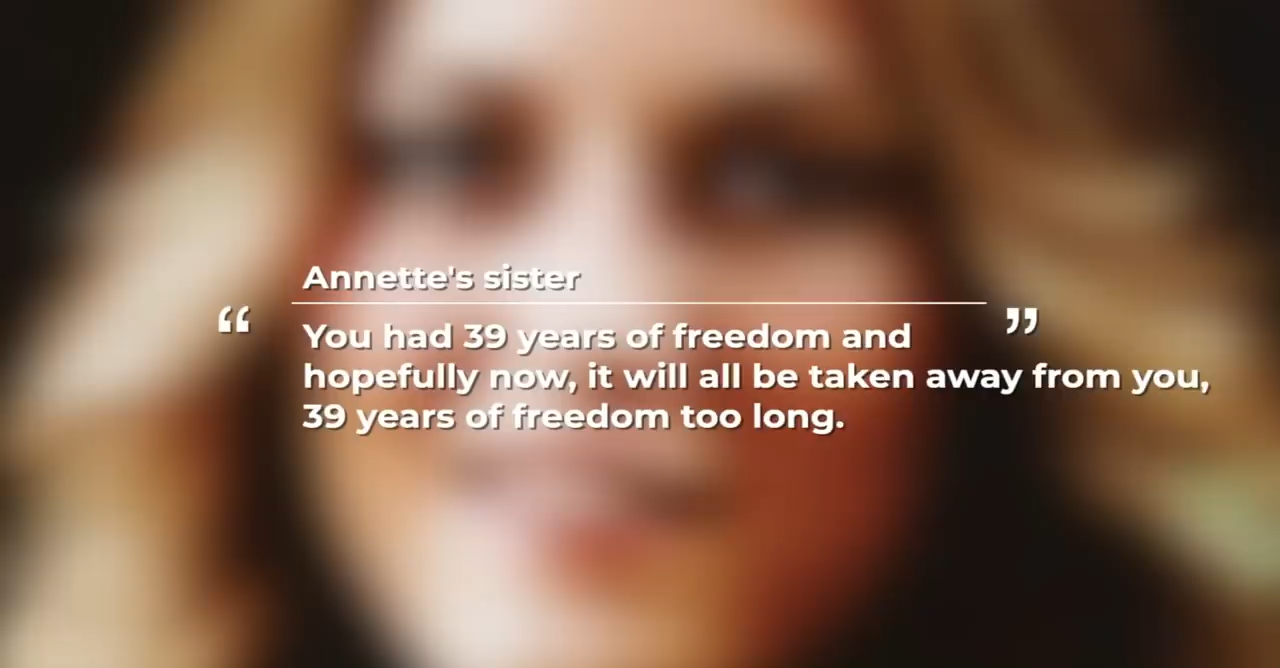 Annette's sister
“ You had 39 years of freedom and ”
hopefully now, it will all be taken away from you,
39 years of freedom too long.